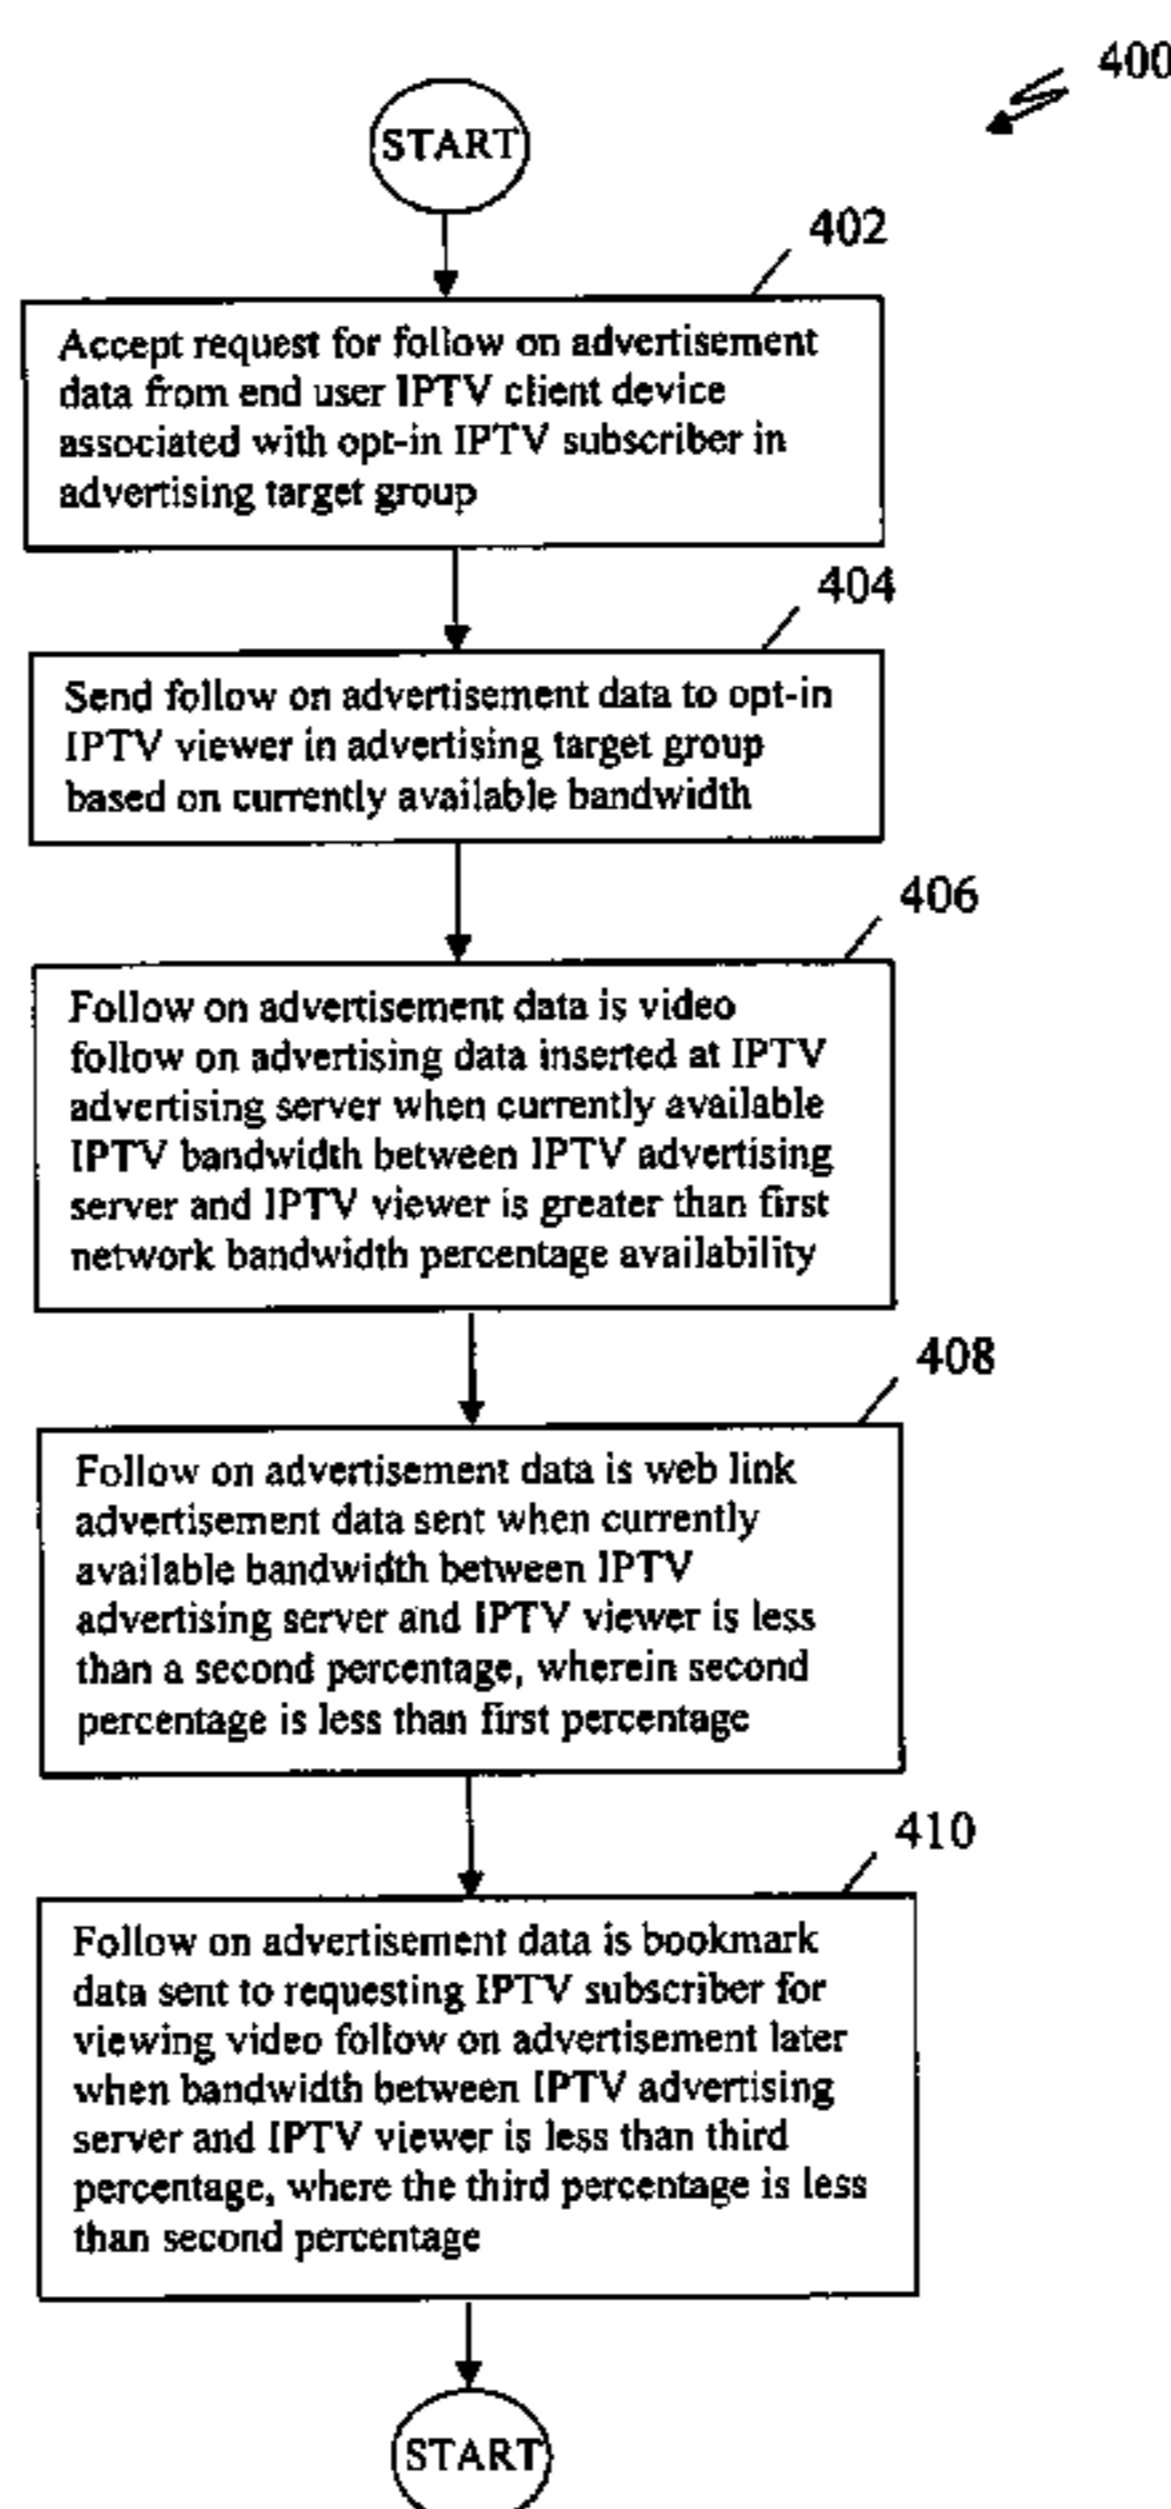 400
START
402
Accept request for follow on advertisement
data from end user IPTV client device
associated with opt-in IPTV subscriber in
advertising target group
404
Send follow on advertisement data to opt-in
IPTV viewer in advertising target group
based on currently available bandwidth
406
Follow on advertisement data is video
follow on advertising data inserted at IPTV
advertising server when currently available
IPTV bandwidth between IPTV advertising
server and IPTV viewer is greater than first
network bandwidth percentage availability
408
Follow on advertisement data is web link
advertisement data sent when currently
available bandwidth between IPTV
advertising server and IPTV viewer is less
than a second percentage, wherein second
percentage is less than first percentage
410
Follow on advertisement data is bookmark
data sent to requesting IPTV subscriber for
viewing video follow on advertisement later
when bandwidth between IPTV advertising
server and IPTV viewer is less than third
percentage, where the third percentage is less
than second percentage
START